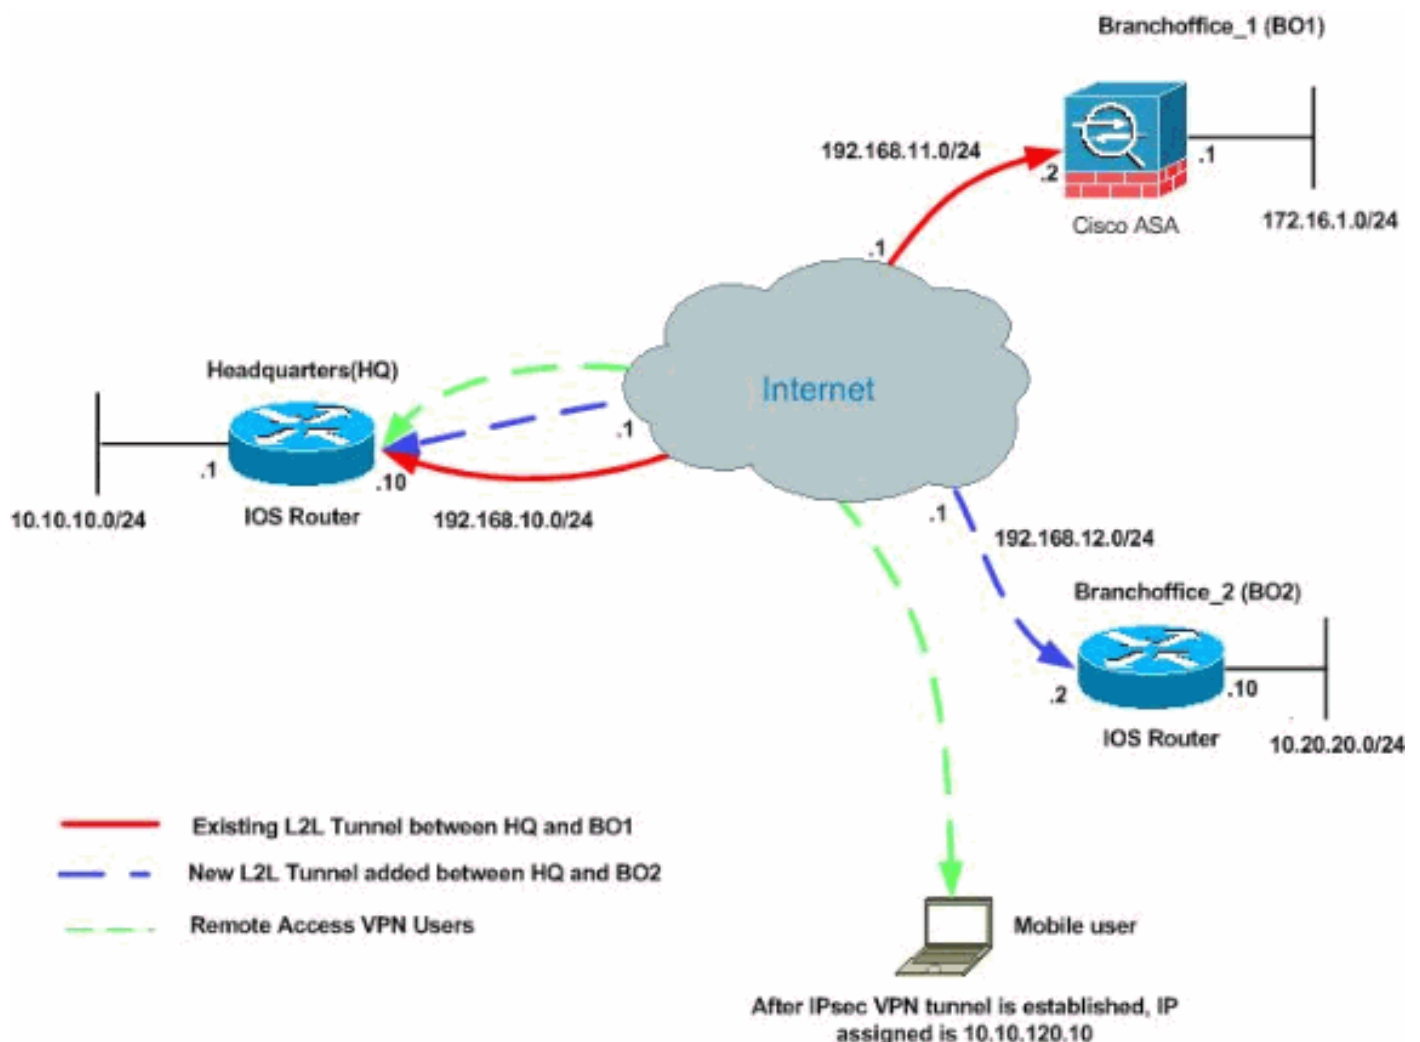 Branchoffice_1 (BO1)
192.168.11.0/24
.2
.1
Cisco ASA
172.16.1.0/24
.1
Headquarters(HQ)
Internet
.1
.1
.10
10.10.10.0/24
IOS Router
192.168.10.0/24
.1
192.168.12.0/24
Branchoffice_2 (BO2)
.2
.10
IOS Router
10.20.20.0/24
Existing L2L Tunnel between HQ and BO1
New L2L Tunnel added between HQ and BO2
Remote Access VPN Users
Mobile user
After IPsec VPN tunnel is established, IP
assigned is 10.10.120.10